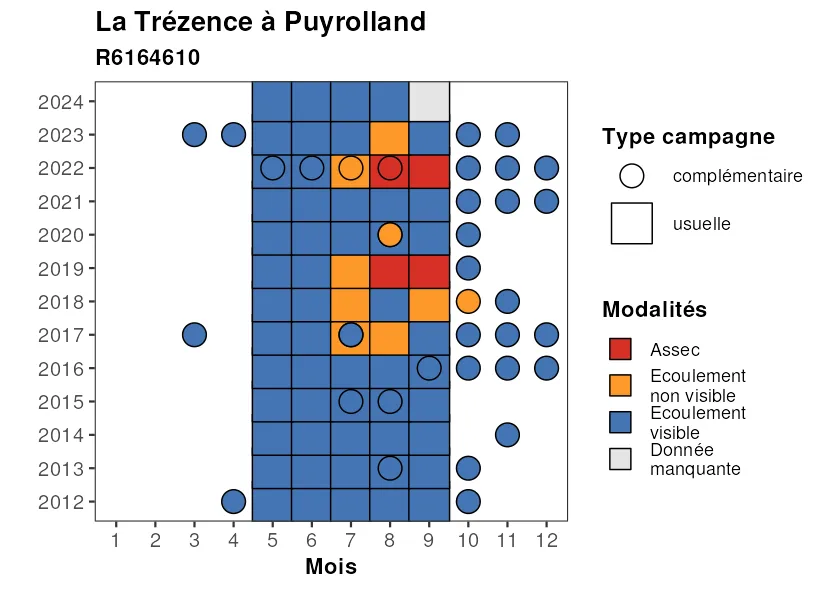 La Trézence à Puyrolland
R6164610
2024
2023
2022
2021
2020
2019
2018
2017
2016
2015
2014
2013
2012
1 2 3 4 5 6 7 8 9 10 11 12
Mois
Type campagne
complémentaire
usuelle
Modalités
Assec
Ecoulement
non visible
Ecoulement
visible
Donnée
manquante